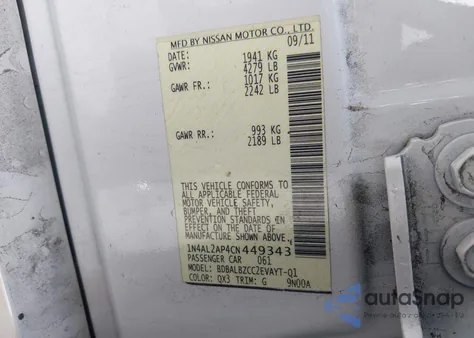 MFD BY NISSAN MOTOR CO., LTD.
DATE: 09/11
GVWR: 1941 KG
4279 LB
GAWR FR.: 1017 KG
2242 LB
GAWR RR.: 993 KG
2189 LB
THIS VEHICLE CONFORMS TO
ALL APPLICABLE FEDERAL
MOTOR VEHICLE SAFETY,
BUMPER, AND THEFT
PREVENTION STANDARDS IN
EFFECT ON THE DATE OF
MANUFACTURE SHOWN ABOVE.
1N4AL2AP4CN449343
PASSENGER CAR 061
MODEL: BDBALBZCC2EVAYT-Q1
COLOR: QX3 TRIM: G 9N00A
autoSnap